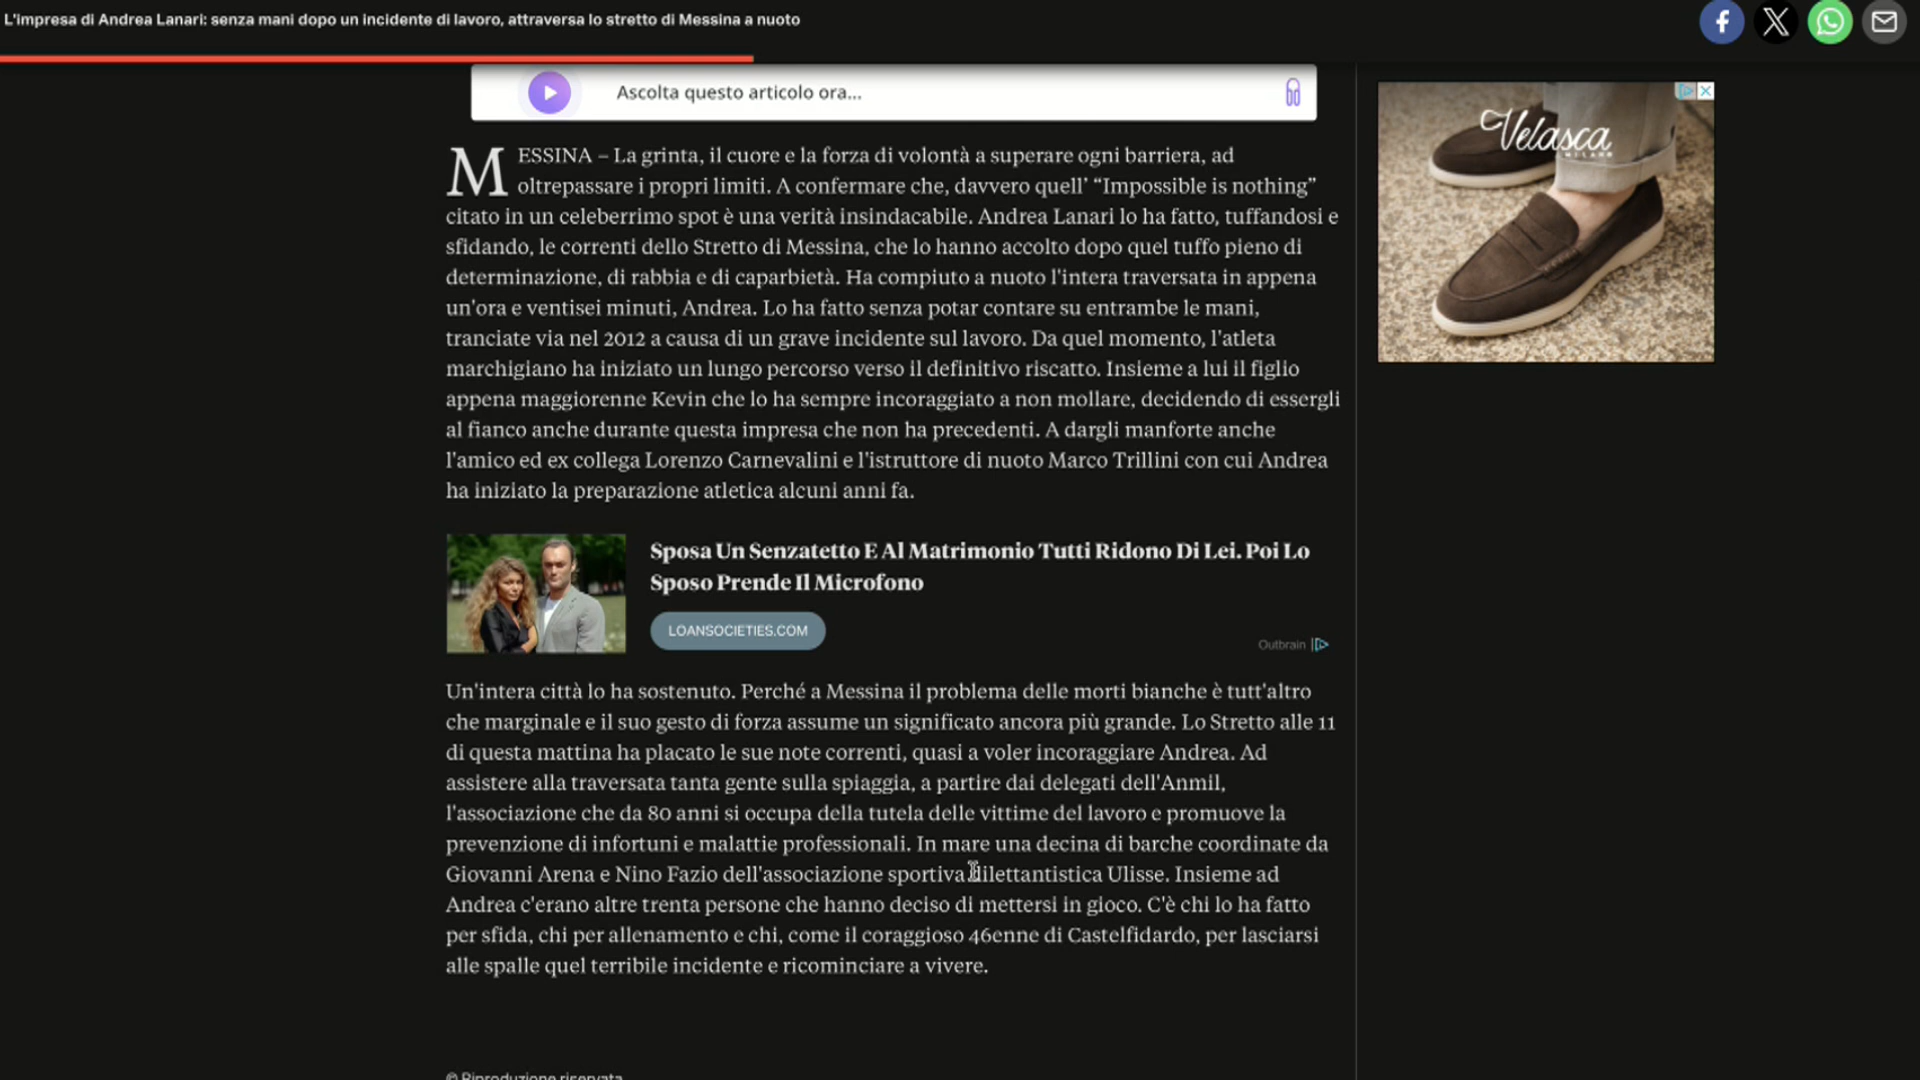 L'impresa di Andrea Lanari: senza mani dopo un incidente di lavoro, attraversa lo stretto di Messina a nuoto
Ascolta questo articolo ora...
MESSINA – La grinta, il cuore e la forza di volontà a superare ogni barriera, ad
oltrepassare i propri limiti. A confermare che, davvero quell' “Impossible is nothing”
citato in un celeberrimo spot è una verità insindacabile. Andrea Lanari lo ha fatto, tuffandosi e
sfidando, le correnti dello Stretto di Messina, che lo hanno accolto dopo quel tuffo pieno di
determinazione, di rabbia e di caparbietà. Ha compiuto a nuoto l'intera traversata in appena
un'ora e ventisei minuti, Andrea. Lo ha fatto senza potar contare su entrambe le mani,
tranciate via nel 2012 a causa di un grave incidente sul lavoro. Da quel momento, l'atleta
marchigiano ha iniziato un lungo percorso verso il definitivo riscatto. Insieme a lui il figlio
appena maggiorenne Kevin che lo ha sempre incoraggiato a non mollare, decidendo di essergli
al fianco anche durante questa impresa che non ha precedenti. A dargli manforte anche
l'amico ed ex collega Lorenzo Carnevalini e l'istruttore di nuoto Marco Trillini con cui Andrea
ha iniziato la preparazione atletica alcuni anni fa.
Velasca
MILANO
Sposa Un Senzatetto E Al Matrimonio Tutti Ridono Di Lei. Poi Lo
Sposo Prende Il Microfono
LOANSOCIETIES.COM
Outbrain
Un'intera città lo ha sostenuto. Perché a Messina il problema delle morti bianche è tutt'altro
che marginale e il suo gesto di forza assume un significato ancora più grande. Lo Stretto alle 11
di questa mattina ha placato le sue note correnti, quasi a voler incoraggiare Andrea. Ad
assistere alla traversata tanta gente sulla spiaggia, a partire dai delegati dell'Anmil,
l'associazione che da 80 anni si occupa della tutela delle vittime del lavoro e promuove la
prevenzione di infortuni e malattie professionali. In mare una decina di barche coordinate da
Giovanni Arena e Nino Fazio dell'associazione sportiva dilettantistica Ulisse. Insieme ad
Andrea c'erano altre trenta persone che hanno deciso di mettersi in gioco. C'è chi lo ha fatto
per sfida, chi per allenamento e chi, come il coraggioso 46enne di Castelfidardo, per lasciarsi
alle spalle quel terribile incidente e ricominciare a vivere.
© Riproduzione riservata